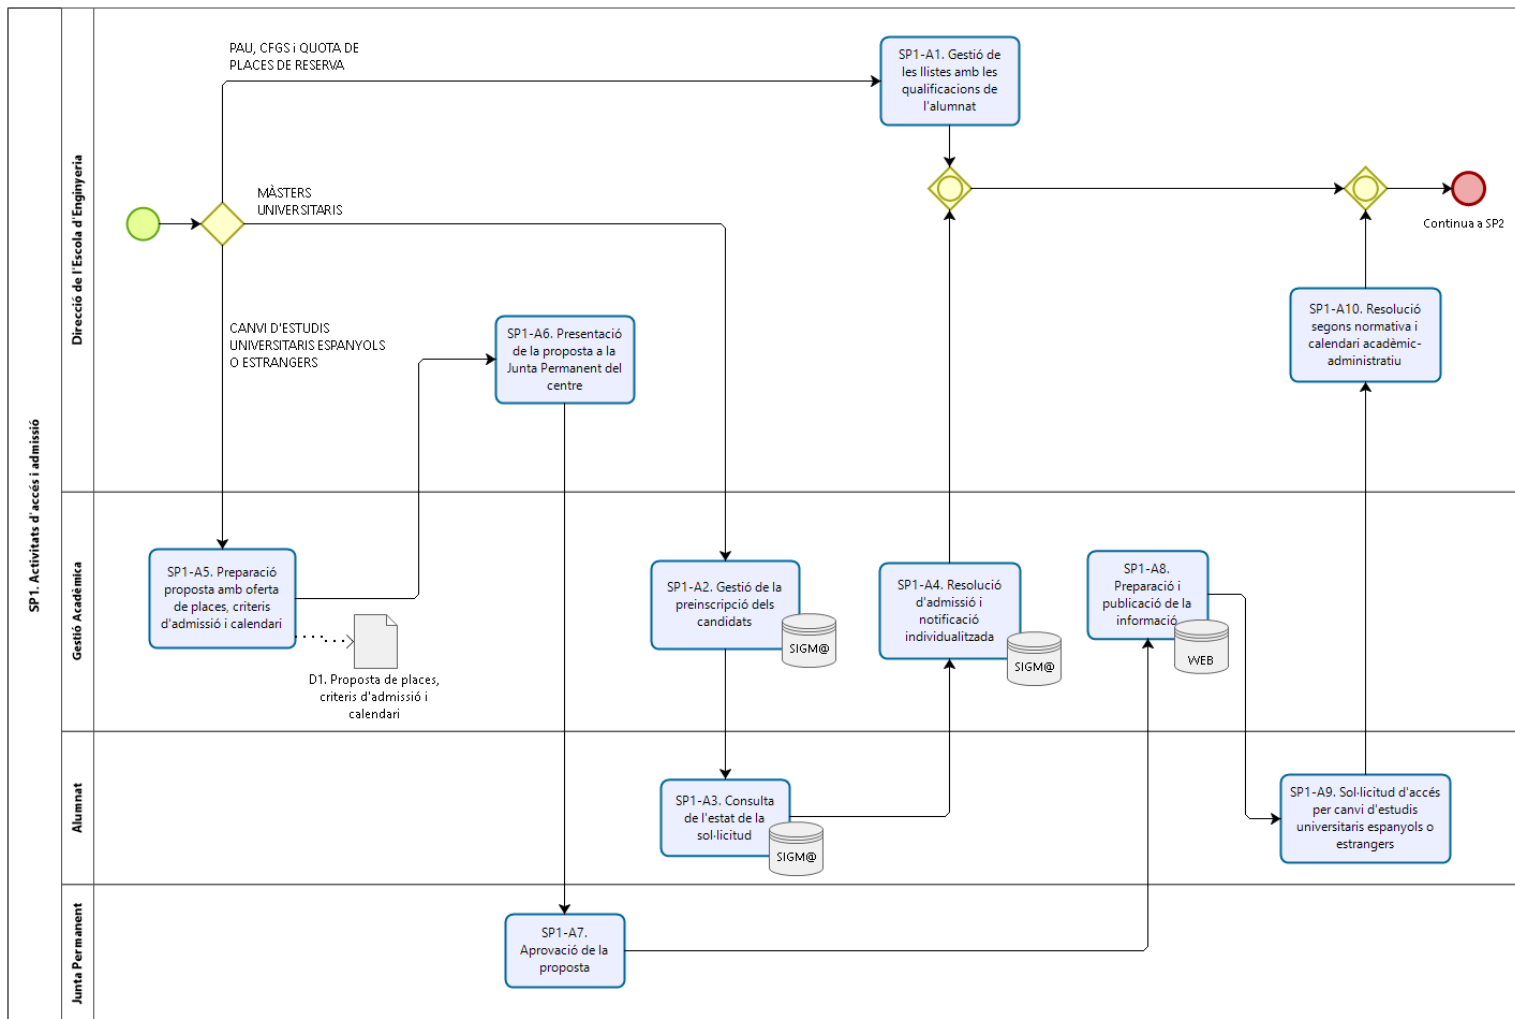 SP1. Activitats d'accés i admissió
Direcció de l'Escola d'Enginyeria
PAU, CFGS i QUOTA DE
PLACES DE RESERVA
SP1-A1. Gestió de
les llistes amb les
qualificacions de
l'alumnat
MÀSTERS
UNIVERSITARIS
Continua a SP2
CANVI D'ESTUDIS
UNIVERSITARIS ESPANYOLS
O ESTRANGERS
SP1-A6. Presentació
de la proposta a la
Junta Permanent del
centre
SP1-A10. Resolució
segons normativa i
calendari acadèmic-
administratiu
Gestió Acadèmica
SP1-A5. Preparació
proposta amb oferta
de places, criteris
d'admissió i calendari
D1. Proposta de places,
criteris d'admissió i
calendari
SP1-A2. Gestió de la
preinscripció dels
candidats
SIGM@
SP1-A4. Resolució
d'admissió i
notificació
individualitzada
SIGM@
SP1-A8.
Preparació i
publicació de la
informació
WEB
Alumnat
SP1-A3. Consulta
de l'estat de la
sol·licitud
SIGM@
SP1-A9. Sol·licitud d'accés
per canvi d'estudis
universitaris espanyols o
estrangers
Junta Permanent
SP1-A7.
Aprovació de la
proposta